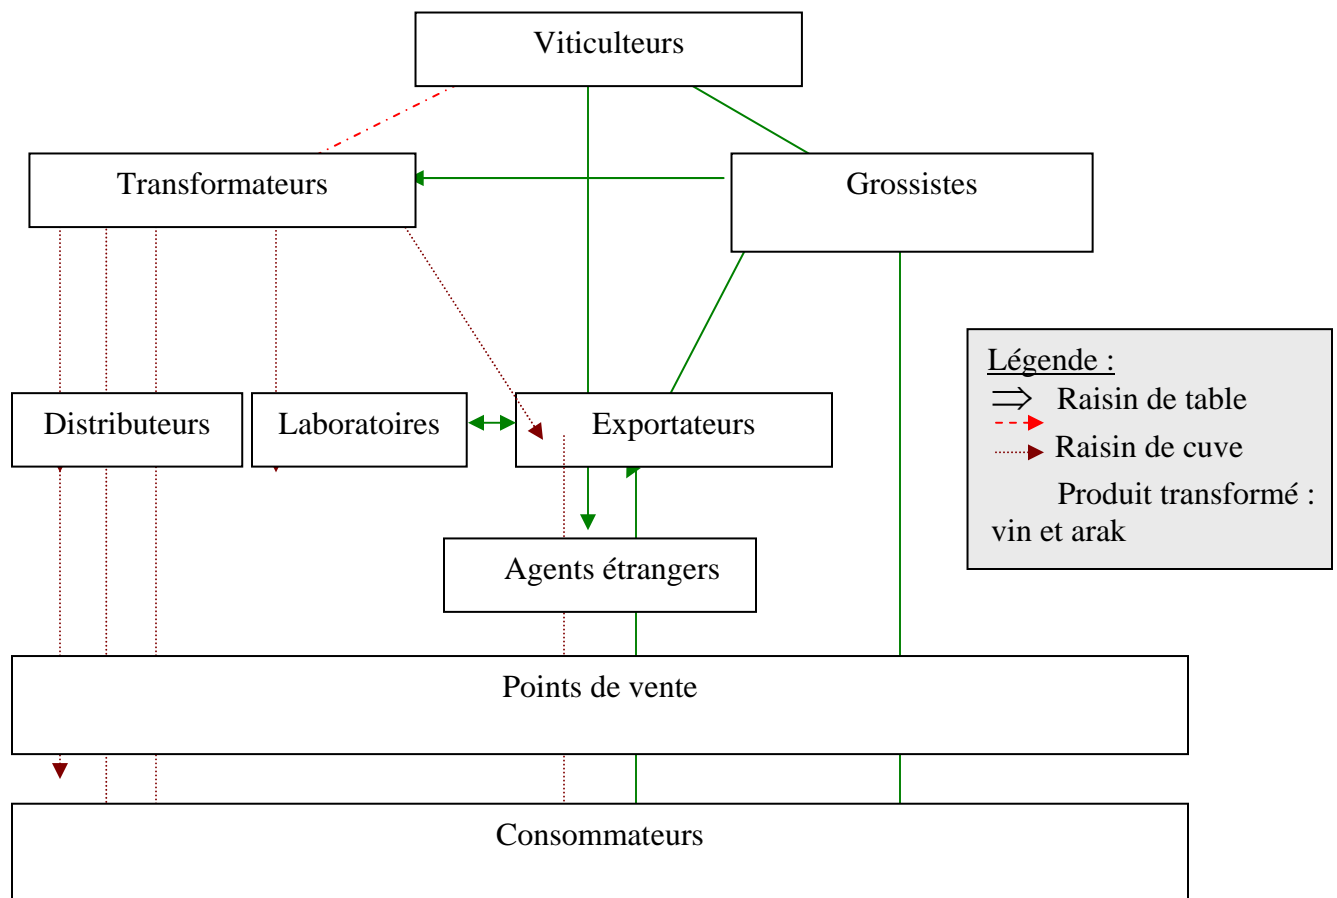 Viticulteurs
Transformateurs
Grossistes
Légende :
Raisin de table
Distributeurs
Laboratoires
Exportateurs
Raisin de cuve
Produit transformé :
vin et arak
Agents étrangers
Points de vente
Consommateurs